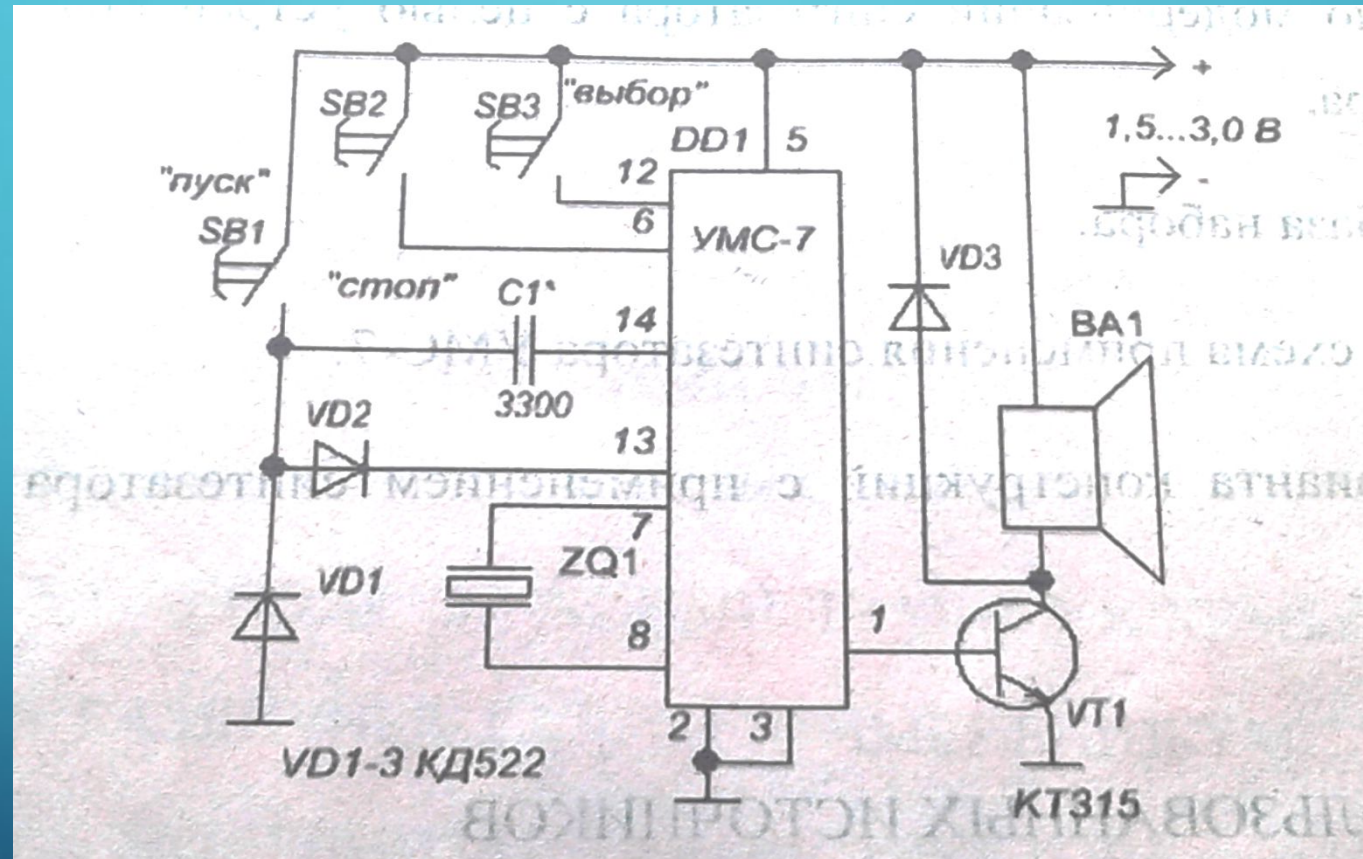 +
"выбор"
SB2
SB3
1,5...3,0 В
DD1
5
-
"пуск"
12
6
SB1
УМС-7
VD3
"стоп"
С1*
14
BA1
3300
VD2
13
7
ZQ1
VD1
8
1
2
3
VT1
VD1-3 КД522
КТ315